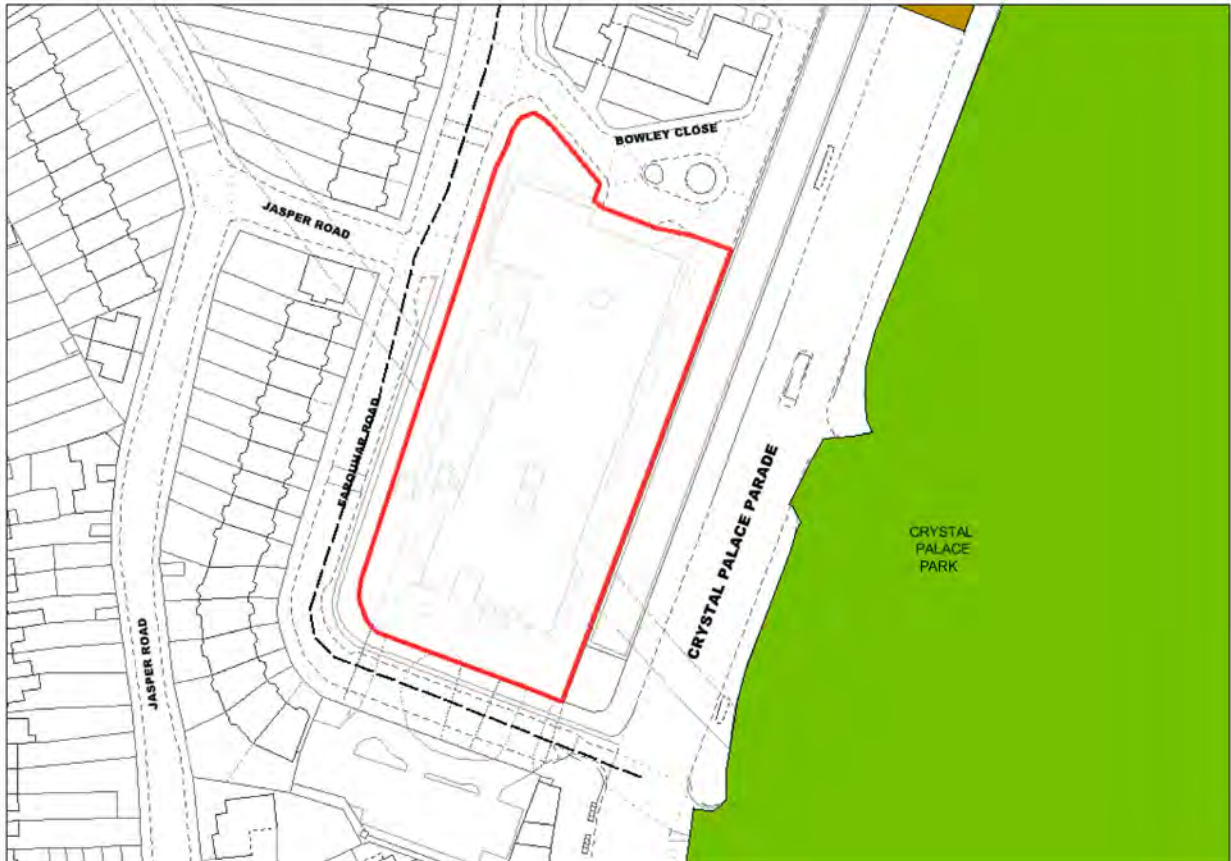 BOWLEY CLOSE
JASPER ROAD
FARQUHAR ROAD
CRYSTAL PALACE PARADE
CRYSTAL
PALACE
PARK
JASPER ROAD